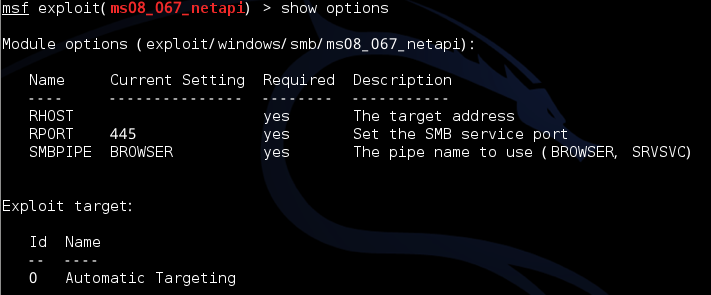 msf exploit(ms08_067_netapi) > show options
Module options (exploit/windows/smb/ms08_067_netapi):
Name Current Setting Required Description
---- --------------- -------- -----------
RHOST yes The target address
RPORT 445 yes Set the SMB service port
SMBPIPE BROWSER yes The pipe name to use (BROWSER, SRVSVC)
Exploit target:
Id Name
-- ----
0 Automatic Targeting